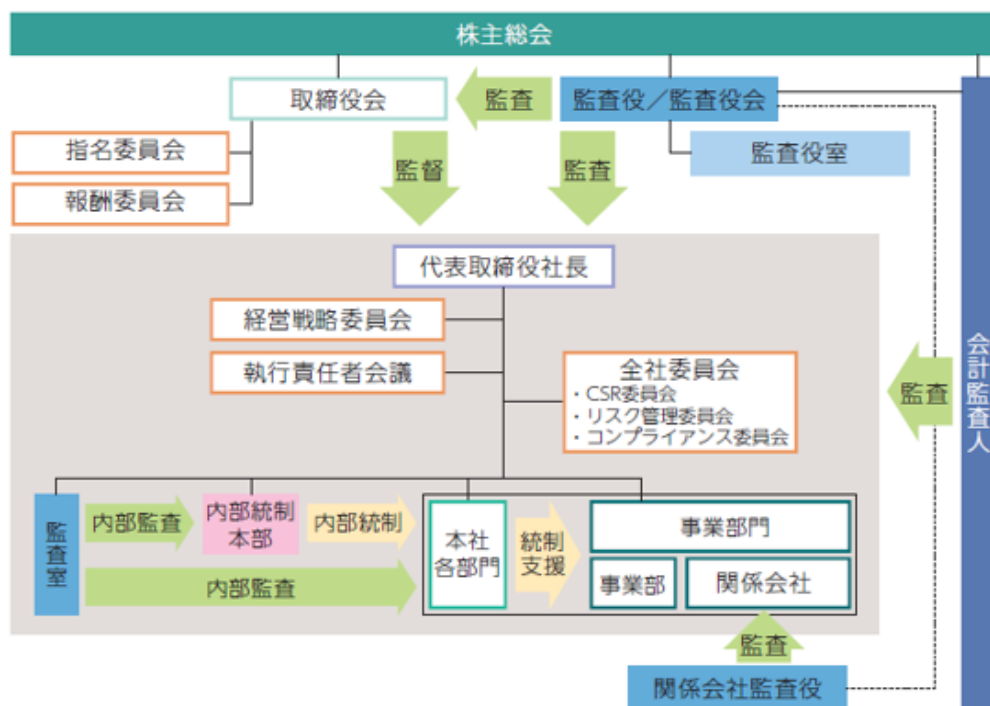 株主総会
取締役会
監査
監査役／監査役会
指名委員会
報酬委員会
監督
監査
監査役室
代表取締役社長
経営戦略委員会
執行責任者会議
全社委員会
・CSR委員会
・リスク管理委員会
・コンプライアンス委員会
監査
会計監査人
監査室
内部監査
内部統制
本部
内部統制
内部監査
本社
各部門
統制
支援
事業部門
事業部
関係会社
監査
関係会社監査役